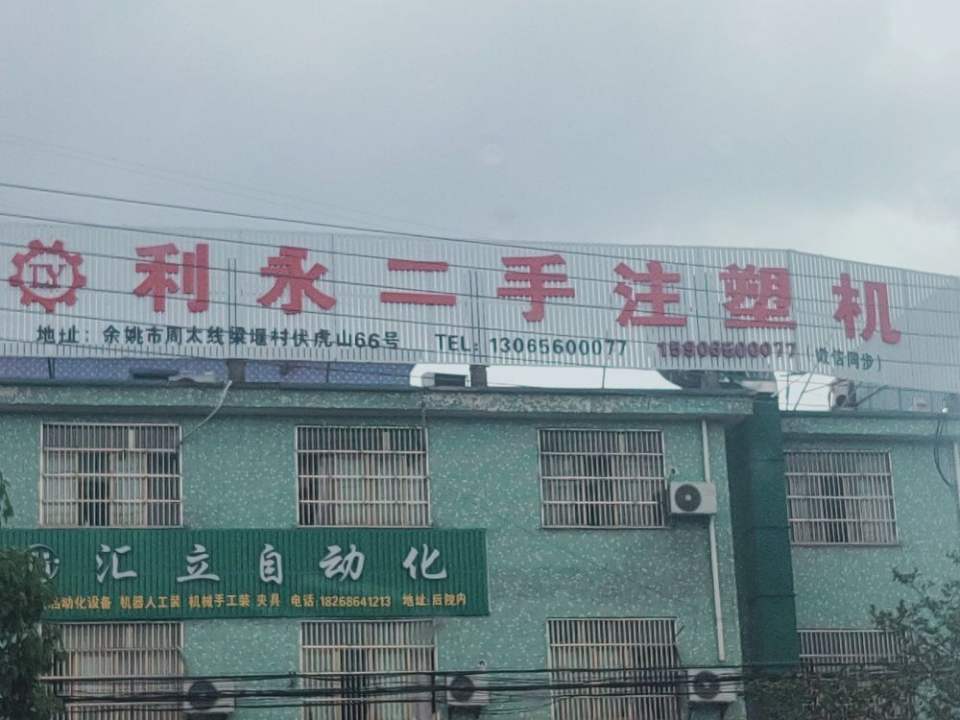 LY 利永二手注塑机
地址：余姚市周太线梁堰村伏虎山66号 TEL：13065600077 15906500077（微信同步）
汇立自动化
自动化设备 机器人工装 机械手工装 夹具 电话：18268641213 地址：后院内